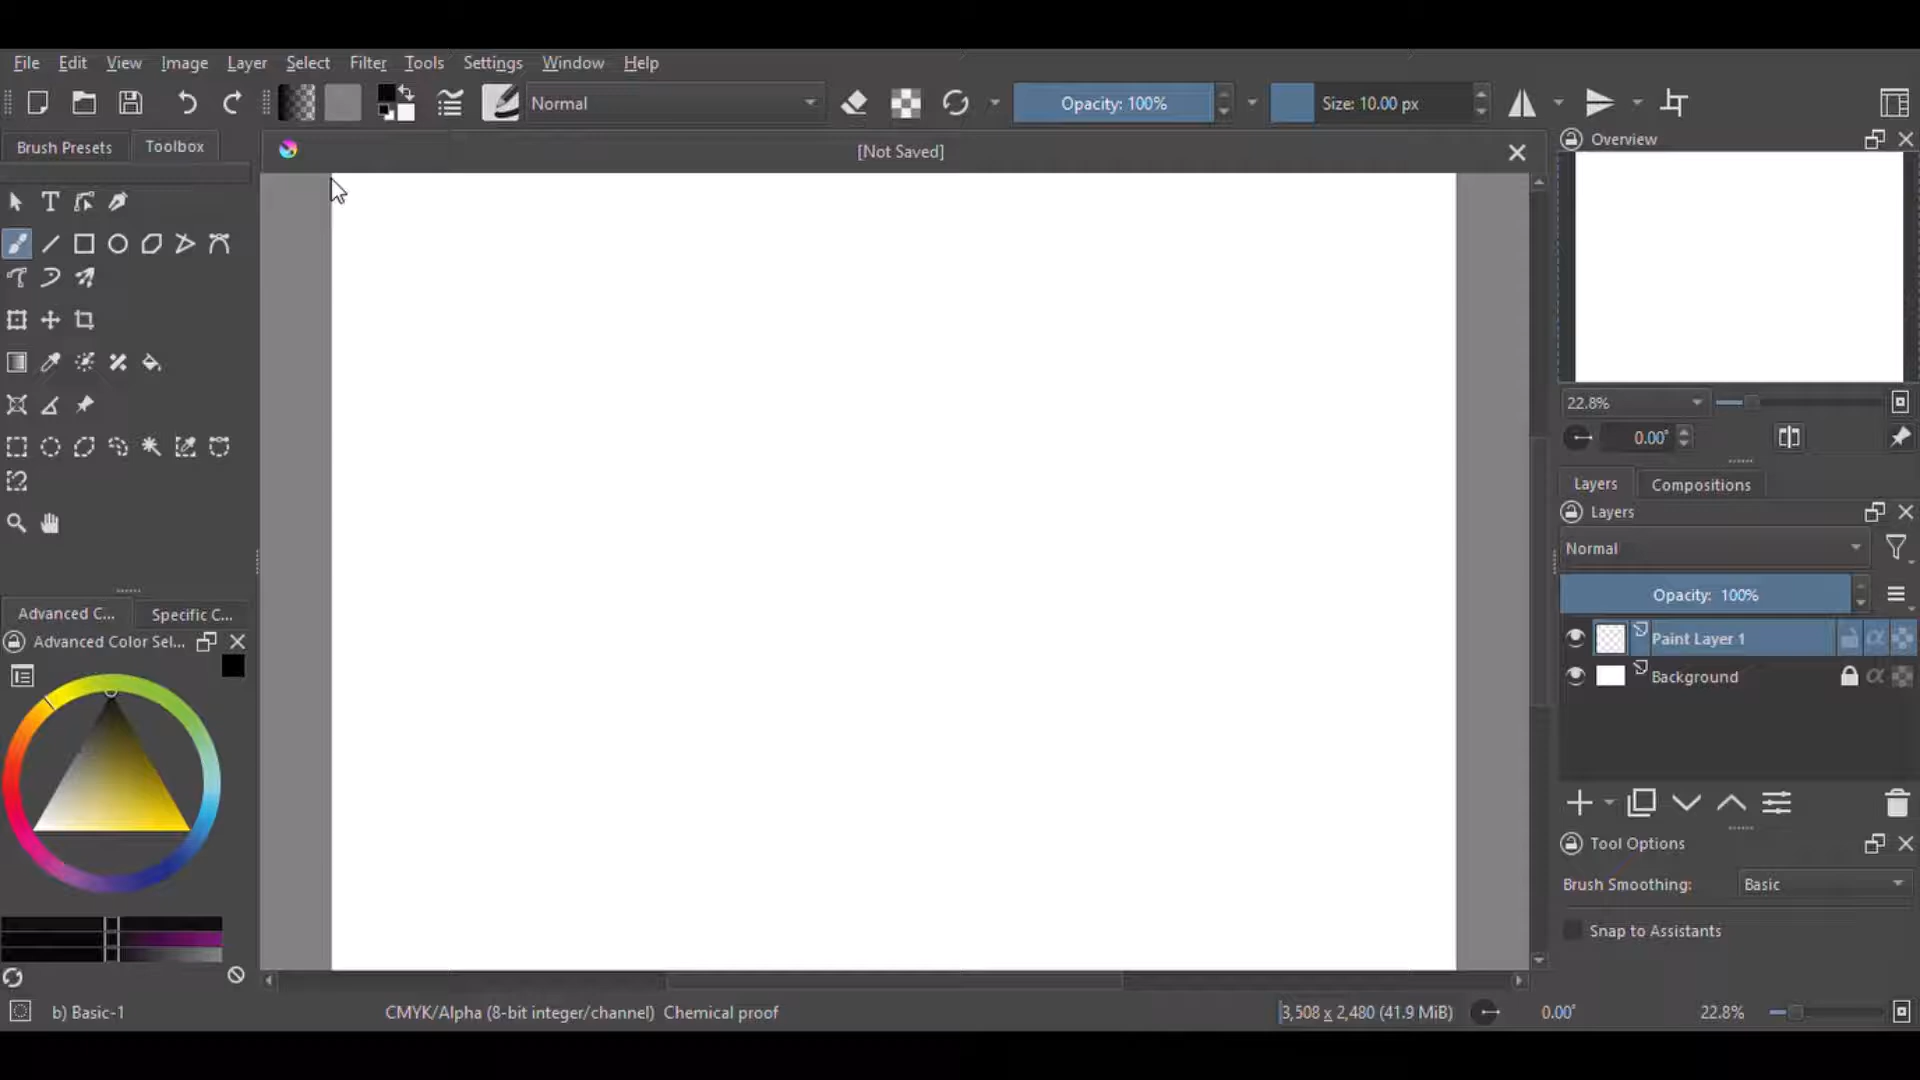 File Edit View Image Layer Select Filter Tools Settings Window Help
Normal Opacity: 100% Size: 10.00 px
Brush Presets Toolbox
[Not Saved]
Overview
22.8%
0.00°
Layers Compositions
Layers
Normal
Opacity: 100%
Paint Layer 1
Background
Advanced C... Specific C...
Advanced Color Sel...
Tool Options
Brush Smoothing: Basic
Snap to Assistants
b) Basic-1 CMYK/Alpha (8-bit integer/channel) Chemical proof 3,508 x 2,480 (41.9 MiB) 0.00° 22.8%